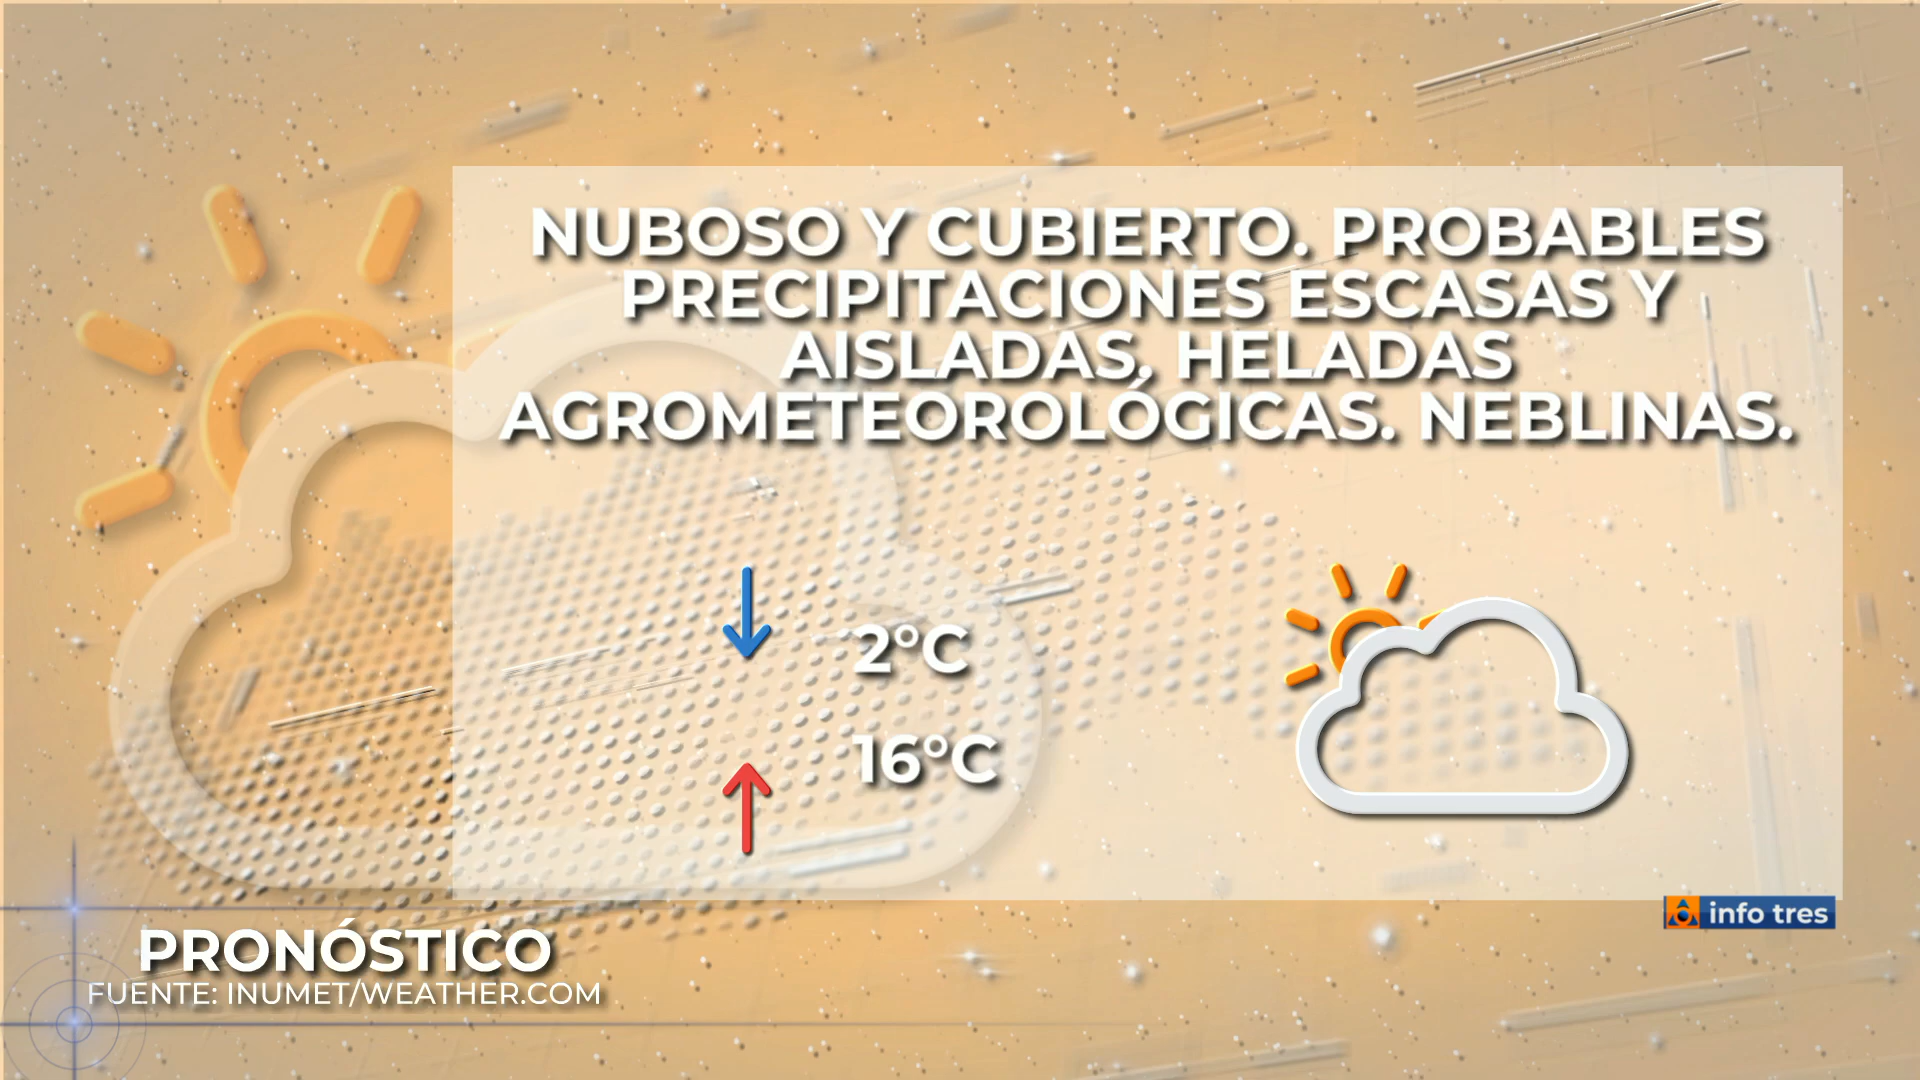 NUBOSO Y CUBIERTO. PROBABLES
PRECIPITACIONES ESCASAS Y
AISLADAS. HELADAS
AGROMETEOROLÓGICAS. NEBLINAS.
2°C
16°C
info tres
PRONÓSTICO
FUENTE: INUMET/WEATHER.COM